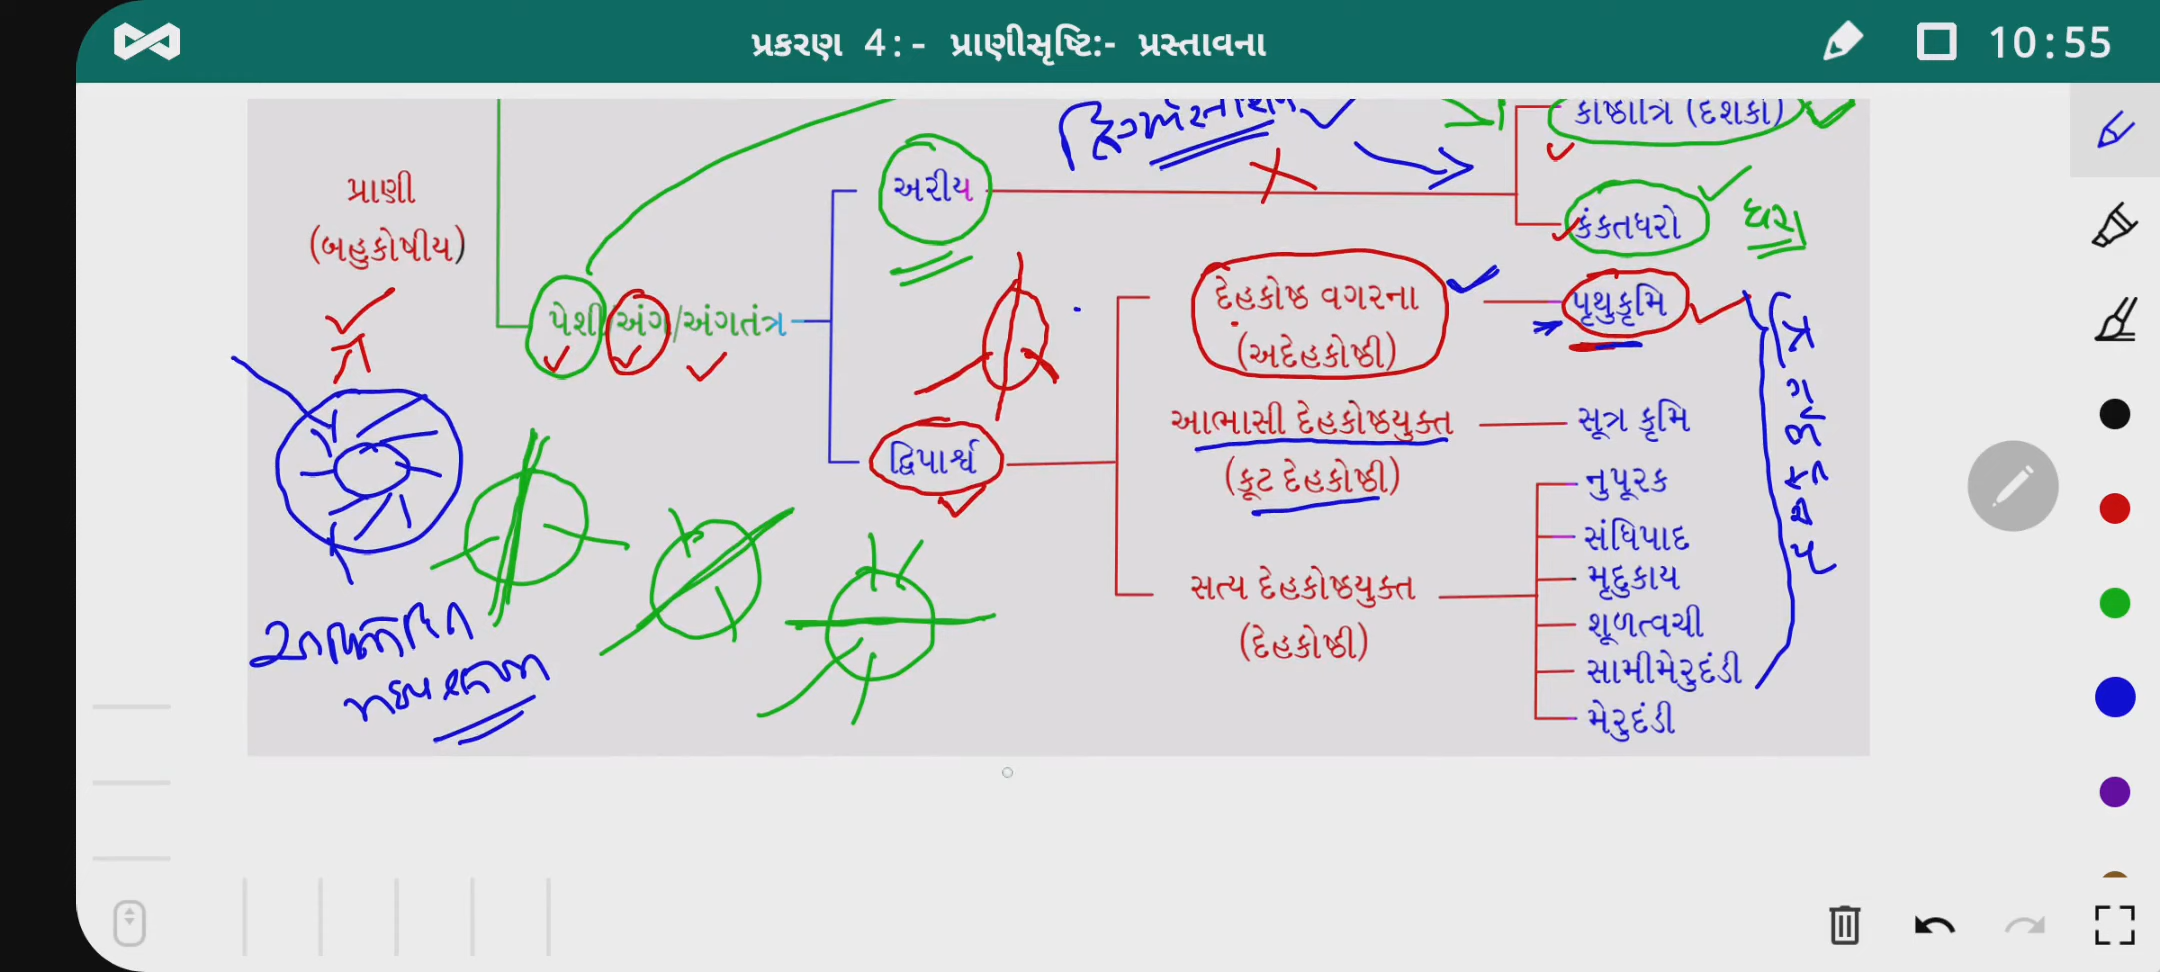 પ્રકરણ 4:- પ્રાણીસૃષ્ટિ:- પ્રસ્તાવના
10:55
કોષ્ઠાંત્રિ (દશકો)
અરીય
પ્રાણી
(બહુકોષીય)
કંકતધરો
ધરા
દેહકોષ્ઠ વગરના
(અદેહકોષ્ઠી)
પૃથુકૃમિ
પેશી/અંગ/અંગતંત્ર
આભાસી દેહકોષ્ઠયુક્ત
(કૂટ દેહકોષ્ઠી)
સૂત્ર કૃમિ
દ્વિપાર્શ્વ
નુપૂરક
સંધિપાદ
મૃદુકાય
સત્ય દેહકોષ્ઠયુક્ત
(દેહકોષ્ઠી)
શૂળત્વચી
સામીમેરુદંડી
મેરુદંડી